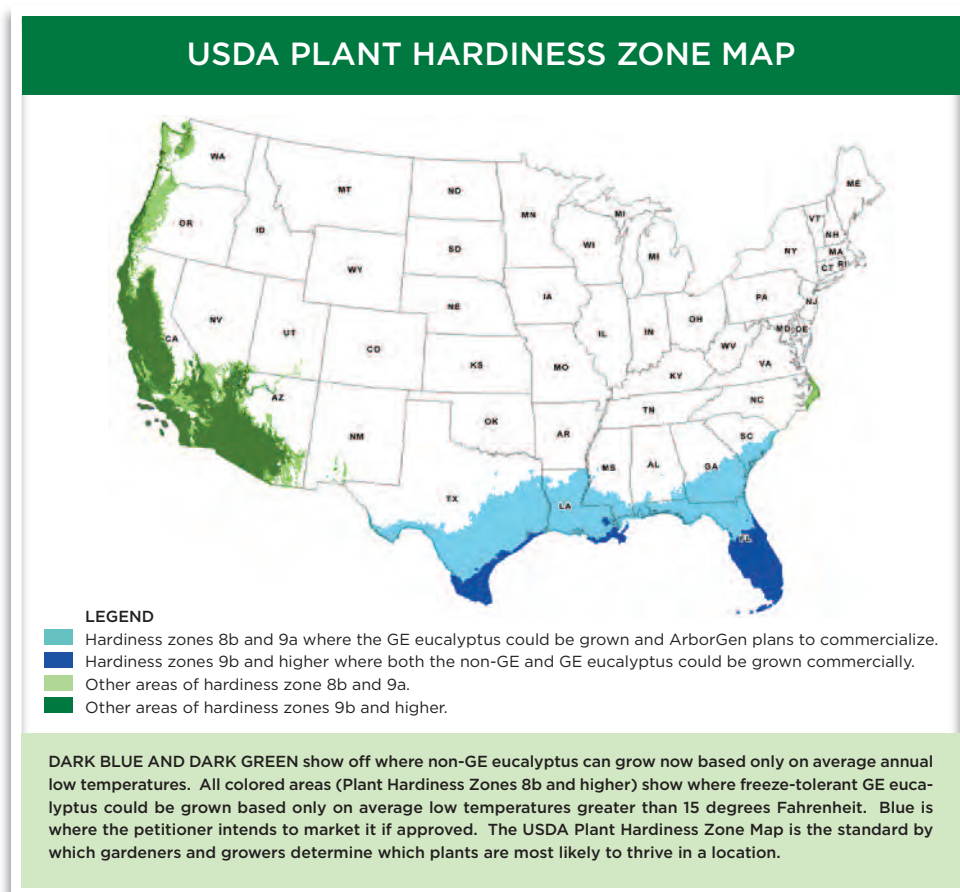 USDA PLANT HARDINESS ZONE MAP
WA
MT
ND
MN
ME
OR
ID
SD
WI
MI
MI
VT
NH
NY
MA
CT RI
WY
NV
UT
CA
CO
NE
IA
IL
IN
OH
PA
NJ
MD DE
WV
VA
KS
MO
KY
AZ
NM
OK
AR
TN
NC
SC
MS
AL
GA
TX
LA
FL
LEGEND
Hardiness zones 8b and 9a where the GE eucalyptus could be grown and ArborGen plans to commercialize.
Hardiness zones 9b and higher where both the non-GE and GE eucalyptus could be grown commercially.
Other areas of hardiness zone 8b and 9a.
Other areas of hardiness zones 9b and higher.
DARK BLUE AND DARK GREEN show off where non-GE eucalyptus can grow now based only on average annual
low temperatures. All colored areas (Plant Hardiness Zones 8b and higher) show where freeze-tolerant GE euca-
lyptus could be grown based only on average low temperatures greater than 15 degrees Fahrenheit. Blue is
where the petitioner intends to market it if approved. The USDA Plant Hardiness Zone Map is the standard by
which gardeners and growers determine which plants are most likely to thrive in a location.